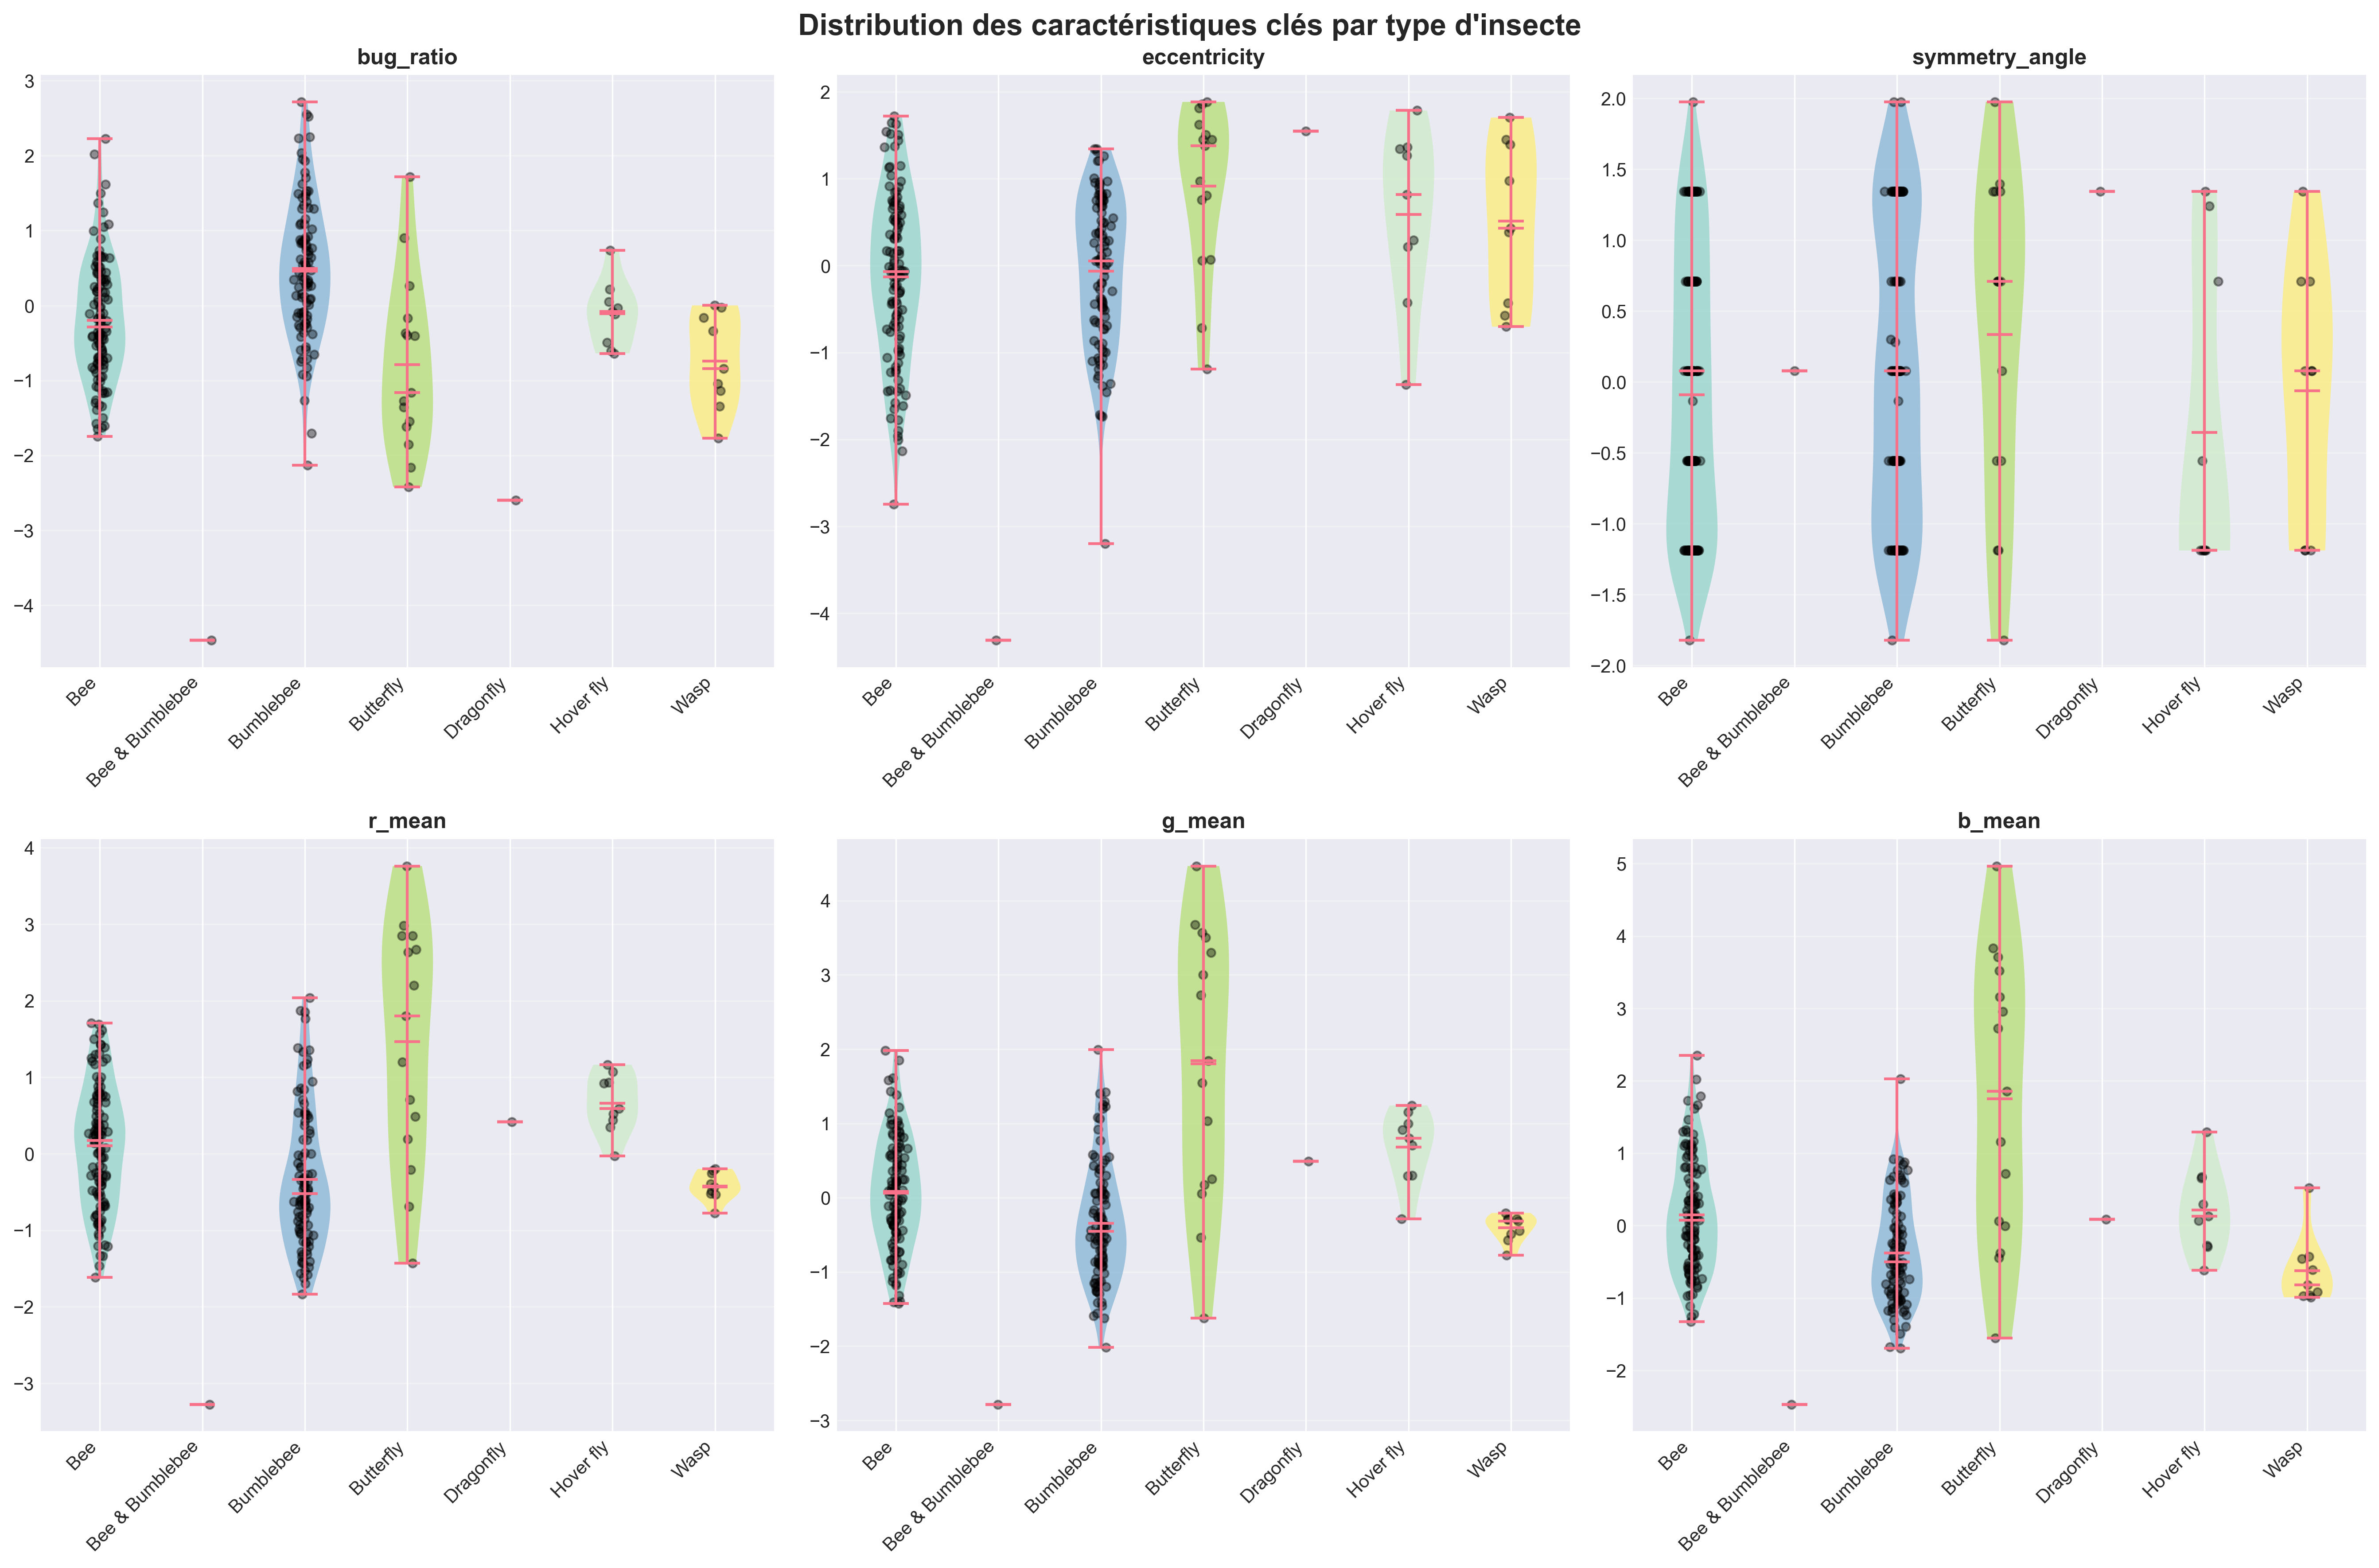 Distribution des caractéristiques clés par type d'insecte
bug_ratio
3
2
1
0
−1
−2
−3
−4
Bee
Bee & Bumblebee
Bumblebee
Butterfly
Dragonfly
Hover fly
Wasp
eccentricity
2
1
0
−1
−2
−3
−4
Bee
Bee & Bumblebee
Bumblebee
Butterfly
Dragonfly
Hover fly
Wasp
symmetry_angle
2.0
1.5
1.0
0.5
0.0
−0.5
−1.0
−1.5
−2.0
Bee
Bee & Bumblebee
Bumblebee
Butterfly
Dragonfly
Hover fly
Wasp
r_mean
4
3
2
1
0
−1
−2
−3
Bee
Bee & Bumblebee
Bumblebee
Butterfly
Dragonfly
Hover fly
Wasp
g_mean
4
3
2
1
0
−1
−2
−3
Bee
Bee & Bumblebee
Bumblebee
Butterfly
Dragonfly
Hover fly
Wasp
b_mean
5
4
3
2
1
0
−1
−2
Bee
Bee & Bumblebee
Bumblebee
Butterfly
Dragonfly
Hover fly
Wasp